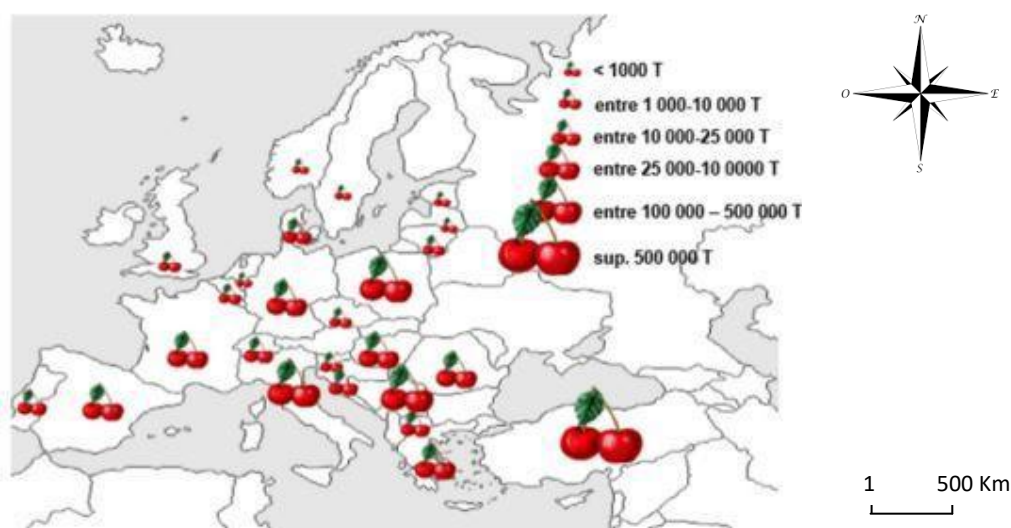 < 1000 T
entre 1 000-10 000 T
entre 10 000-25 000 T
entre 25 000-10 0000 T
entre 100 000 – 500 000 T
sup. 500 000 T
N
O E
S
1 500 Km